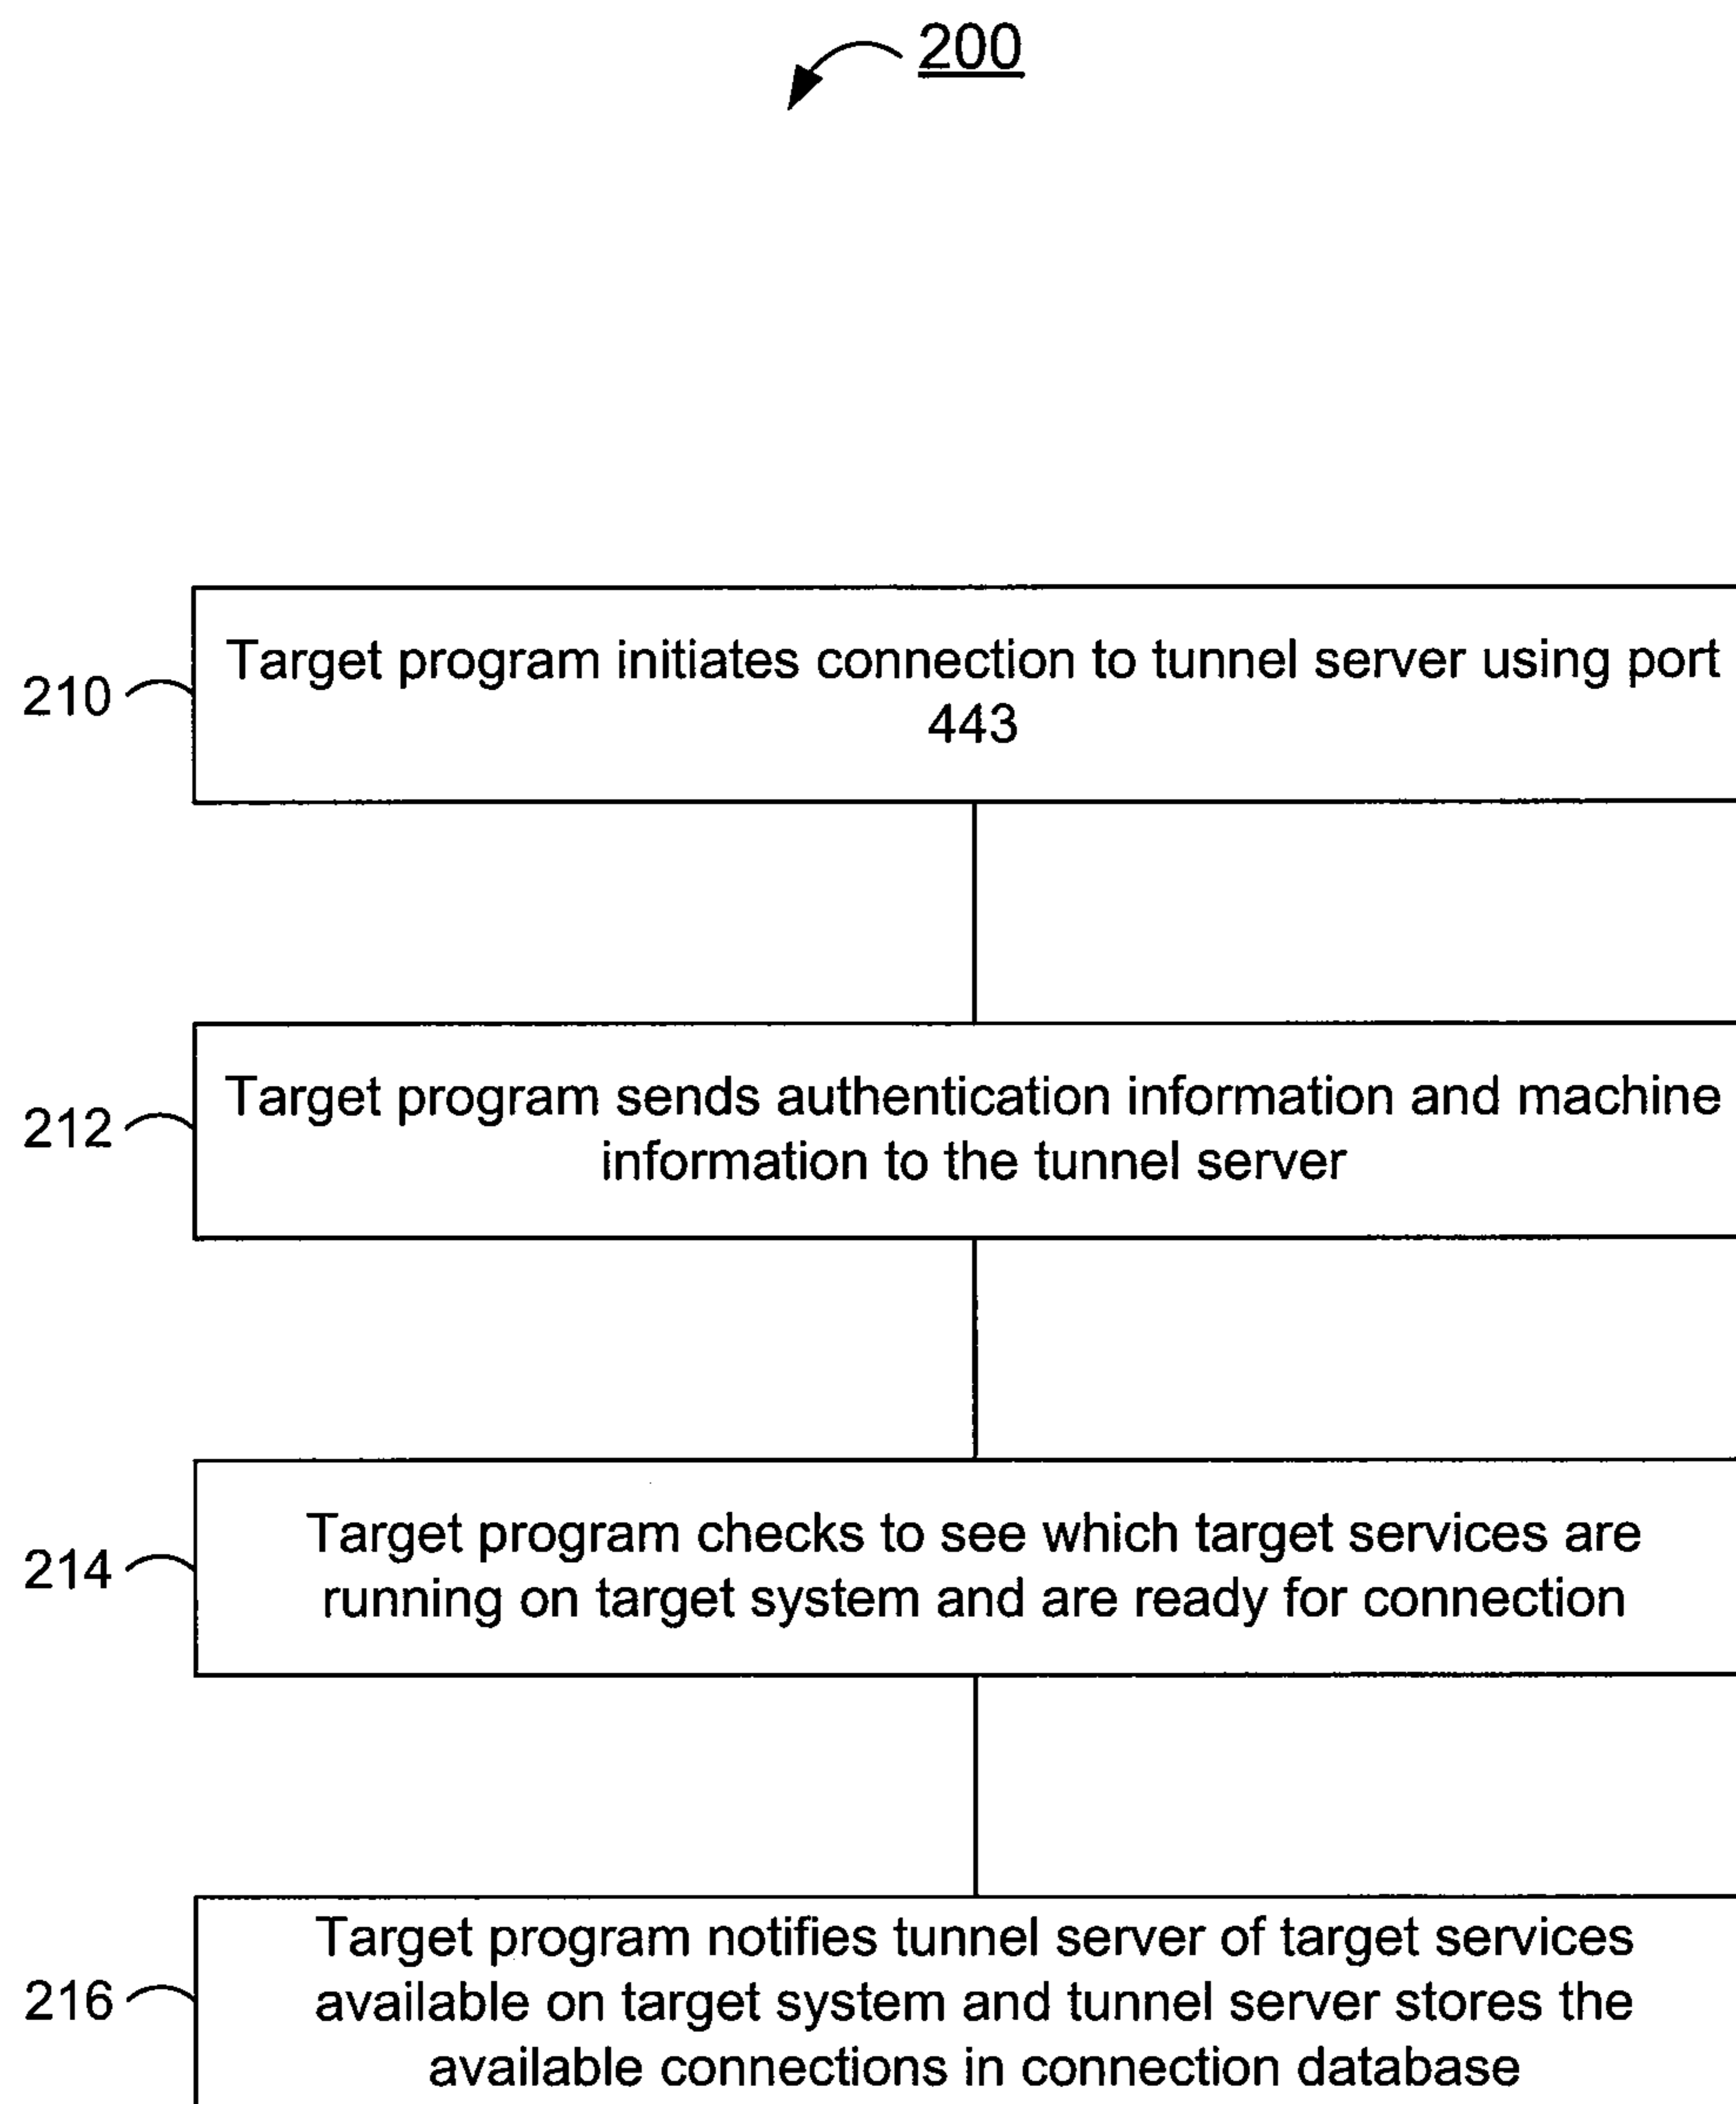 200
210
Target program initiates connection to tunnel server using port
443
212
Target program sends authentication information and machine
information to the tunnel server
214
Target program checks to see which target services are
running on target system and are ready for connection
216
Target program notifies tunnel server of target services
available on target system and tunnel server stores the
available connections in connection database